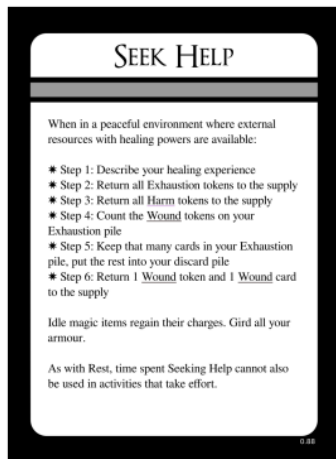 SEEK HELP
When in a peaceful environment where external
resources with healing powers are available:
✷ Step 1: Describe your healing experience
✷ Step 2: Return all Exhaustion tokens to the supply
✷ Step 3: Return all Harm tokens to the supply
✷ Step 4: Count the Wound tokens on your
Exhaustion pile
✷ Step 5: Keep that many cards in your Exhaustion
pile, put the rest into your discard pile
✷ Step 6: Return 1 Wound token and 1 Wound card
to the supply
Idle magic items regain their charges. Gird all your
armour.
As with Rest, time spent Seeking Help cannot also
be used in activities that take effort.
0.88